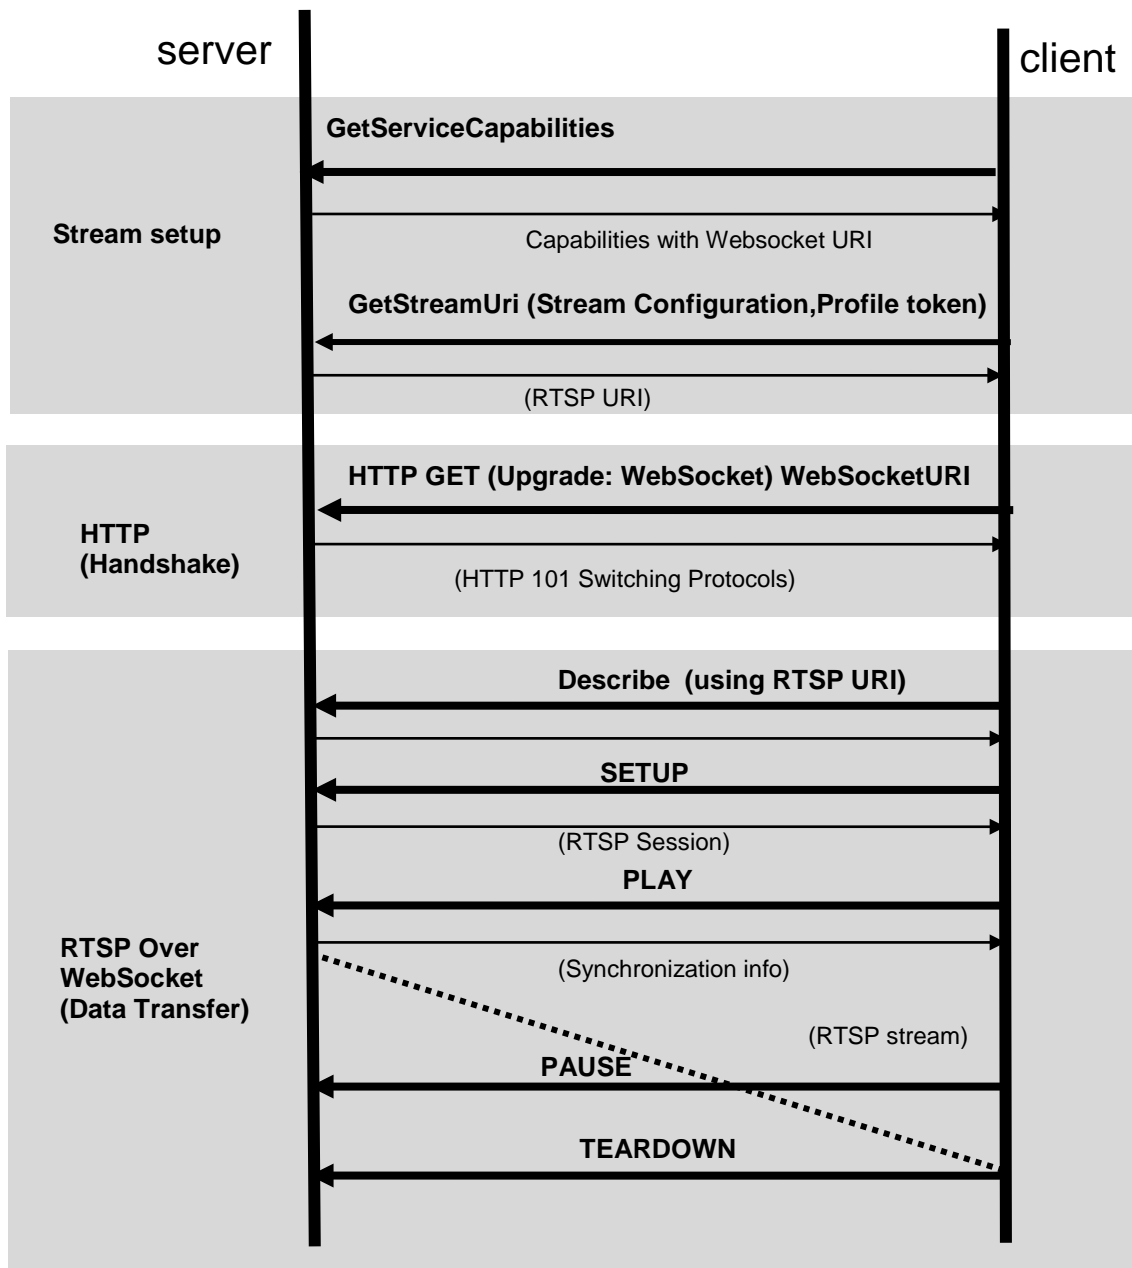 server
client
GetServiceCapabilities
Stream setup
Capabilities with Websocket URI
GetStreamUri (Stream Configuration,Profile token)
(RTSP URI)
HTTP GET (Upgrade: WebSocket) WebSocketURI
HTTP
(Handshake)
(HTTP 101 Switching Protocols)
Describe  (using RTSP URI)
SETUP
(RTSP Session)
PLAY
RTSP Over
WebSocket
(Data Transfer)
(Synchronization info)
(RTSP stream)
PAUSE
TEARDOWN